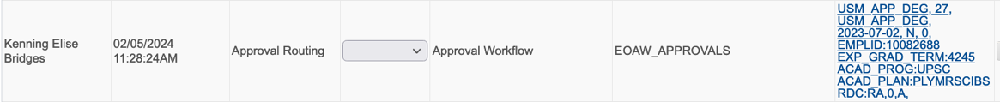 Kenning Elise
Bridges
02/05/2024
11:28:24AM
Approval Routing
Approval Workflow
EOAW_APPROVALS
USM_APP_DEG, 27,
USM_APP_DEG,
2023-07-02, N, 0,
EMPLID:10082688
EXP_GRAD_TERM:4245
ACAD_PROG:UPSC
ACAD_PLAN:PLYMRSCIBS
RDC:RA,0,A,